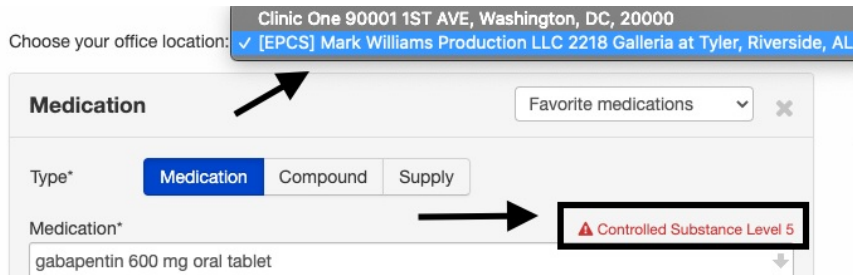 Clinic One 90001 1ST AVE, Washington, DC, 20000
Choose your office location: ✓ [EPCS] Mark Williams Production LLC 2218 Galleria at Tyler, Riverside, AL
Medication Favorite medications
Type* Medication Compound Supply
Medication* Controlled Substance Level 5
gabapentin 600 mg oral tablet